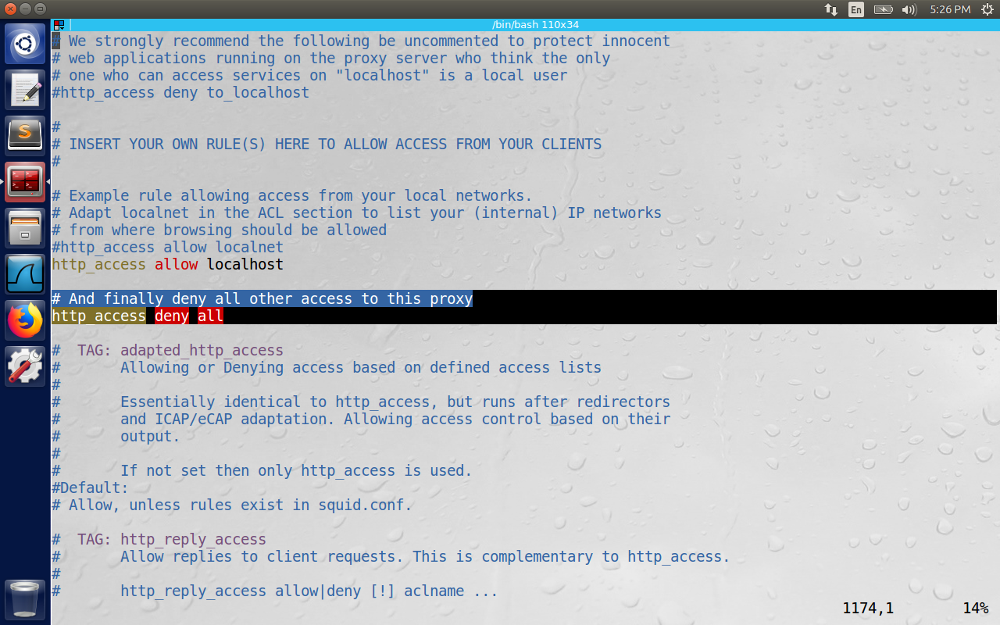 En
5:26 PM
/bin/bash 110x34
# We strongly recommend the following be uncommented to protect innocent
# web applications running on the proxy server who think the only
# one who can access services on "localhost" is a local user
#http_access deny to_localhost
#
# INSERT YOUR OWN RULE(S) HERE TO ALLOW ACCESS FROM YOUR CLIENTS
#
# Example rule allowing access from your local networks.
# Adapt localnet in the ACL section to list your (internal) IP networks
# from where browsing should be allowed
#http_access allow localnet
http_access allow localhost
# And finally deny all other access to this proxy
http_access deny all
#  TAG: adapted_http_access
#       Allowing or Denying access based on defined access lists
#
#       Essentially identical to http_access, but runs after redirectors
#       and ICAP/eCAP adaptation. Allowing access control based on their
#       output.
#
#       If not set then only http_access is used.
#Default:
# Allow, unless rules exist in squid.conf.
#  TAG: http_reply_access
#       Allow replies to client requests. This is complementary to http_access.
#
#       http_reply_access allow|deny [!] aclname ...
1174,1 14%